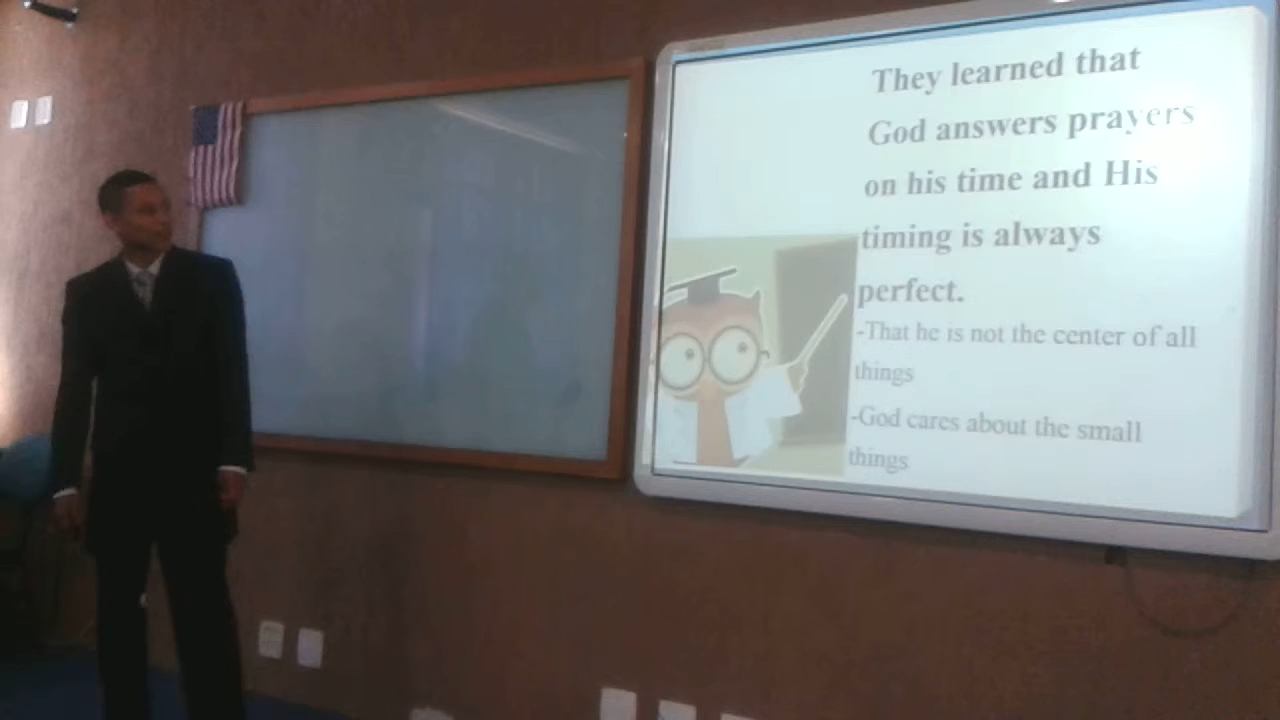 They learned that
God answers prayers
on his time and His
timing is always
perfect.
-That he is not the center of all
things
-God cares about the small
things